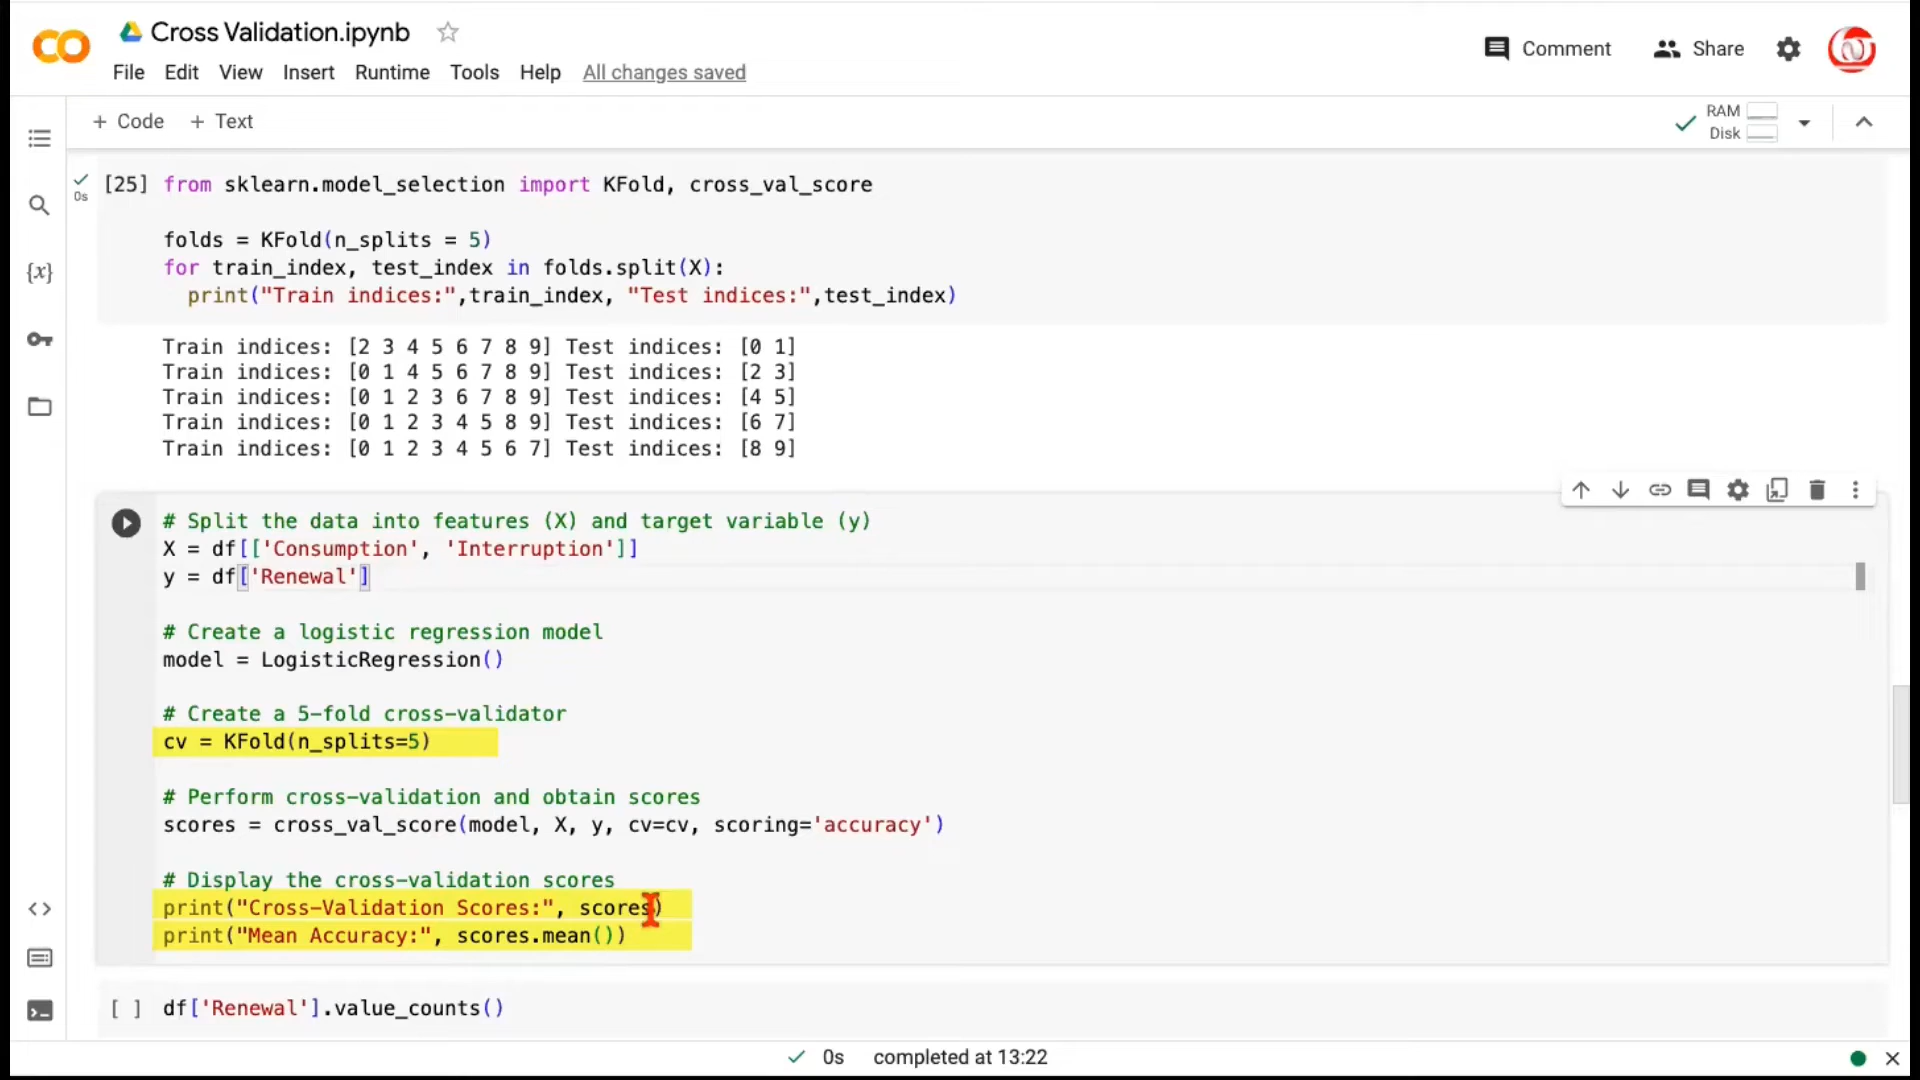 Cross Validation.ipynb
Comment
Share
File Edit View Insert Runtime Tools Help All changes saved
+ Code + Text
RAM
Disk
0s
[25] from sklearn.model_selection import KFold, cross_val_score
folds = KFold(n_splits = 5)
for train_index, test_index in folds.split(X):
print("Train indices:",train_index, "Test indices:",test_index)
Train indices: [2 3 4 5 6 7 8 9] Test indices: [0 1]
Train indices: [0 1 4 5 6 7 8 9] Test indices: [2 3]
Train indices: [0 1 2 3 6 7 8 9] Test indices: [4 5]
Train indices: [0 1 2 3 4 5 8 9] Test indices: [6 7]
Train indices: [0 1 2 3 4 5 6 7] Test indices: [8 9]
# Split the data into features (X) and target variable (y)
X = df[['Consumption', 'Interruption']]
y = df['Renewal']
# Create a logistic regression model
model = LogisticRegression()
# Create a 5-fold cross-validator
cv = KFold(n_splits=5)
# Perform cross-validation and obtain scores
scores = cross_val_score(model, X, y, cv=cv, scoring='accuracy')
# Display the cross-validation scores
print("Cross-Validation Scores:", scores)
print("Mean Accuracy:", scores.mean())
[ ] df['Renewal'].value_counts()
0s completed at 13:22